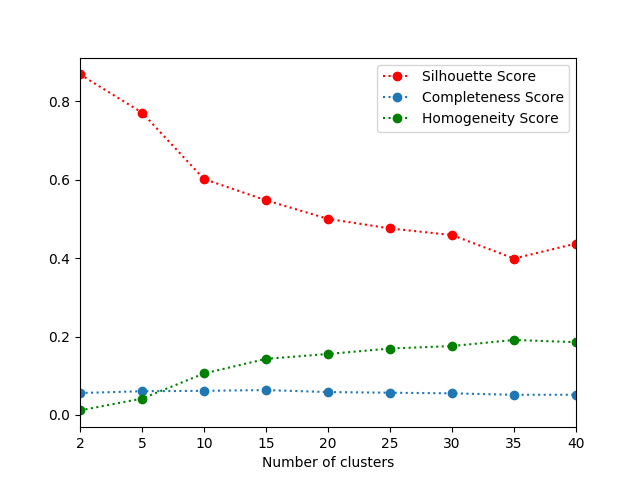 Silhouette Score
Completeness Score
Homogeneity Score
0.8
0.6
0.4
0.2
0.0
2 5 10 15 20 25 30 35 40
Number of clusters